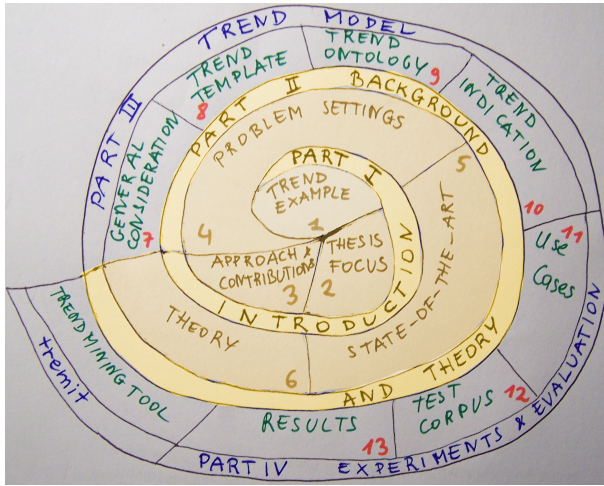 PART I INTRODUCTION
TREND
EXAMPLE
1
THESIS
FOCUS
2
APPROACH &
CONTRIBUTIONS
3
PART II BACKGROUND AND THEORY
PROBLEM SETTINGS
4
STATE-OF-THE-ART
5
THEORY
6
PART III TREND MODEL
GENERAL
CONSIDERATION
7
TREND
TEMPLATE
8
TREND
ONTOLOGY
9
TREND
INDICATION
10
PART IV EXPERIMENTS & EVALUATION
11
USE
CASES
TEST
CORPUS
12
RESULTS
13
TREND MINING TOOL
tremit